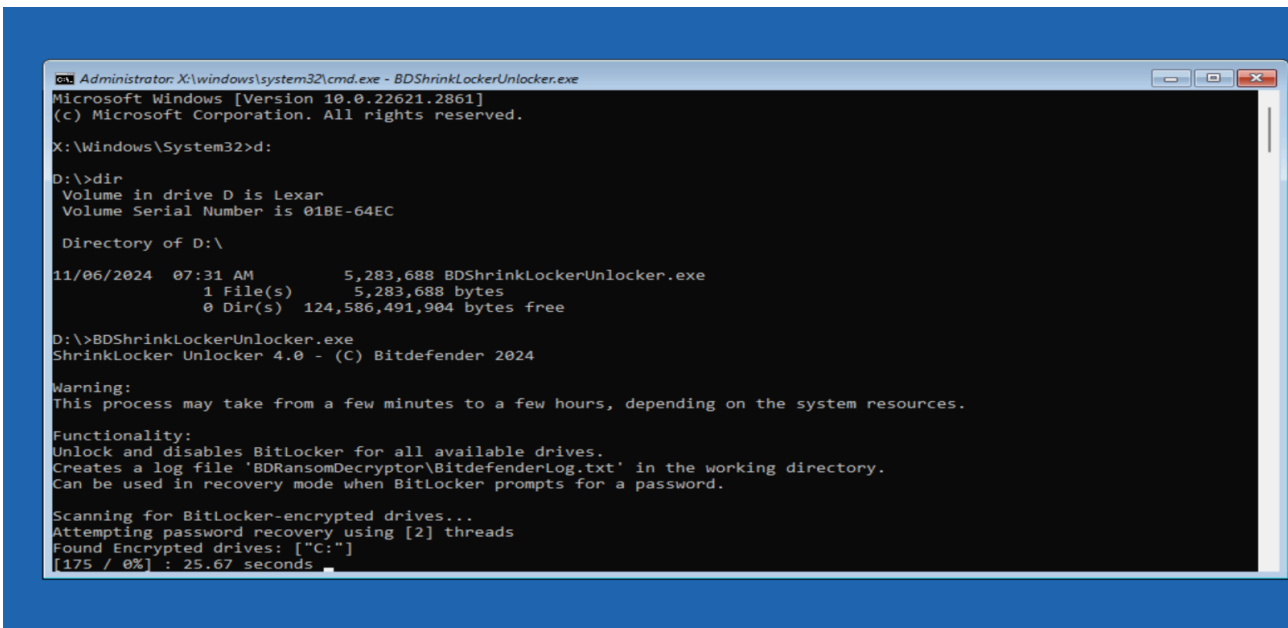 Administrator: X:\windows\system32\cmd.exe - BDShrinkLockerUnlocker.exe
Microsoft Windows [Version 10.0.22621.2861]
(c) Microsoft Corporation. All rights reserved.
X:\Windows\System32>d:
D:\>dir
Volume in drive D is Lexar
Volume Serial Number is 01BE-64EC
Directory of D:\
11/06/2024  07:31 AM         5,283,688 BDShrinkLockerUnlocker.exe
1 File(s)      5,283,688 bytes
0 Dir(s)  124,586,491,904 bytes free
D:\>BDShrinkLockerUnlocker.exe
ShrinkLocker Unlocker 4.0 - (C) Bitdefender 2024
Warning:
This process may take from a few minutes to a few hours, depending on the system resources.
Functionality:
Unlock and disables BitLocker for all available drives.
Creates a log file 'BDRansomDecryptor\BitdefenderLog.txt' in the working directory.
Can be used in recovery mode when BitLocker prompts for a password.
Scanning for BitLocker-encrypted drives...
Attempting password recovery using [2] threads
Found Encrypted drives: ["C:"]
[175 / 0%] : 25.67 seconds